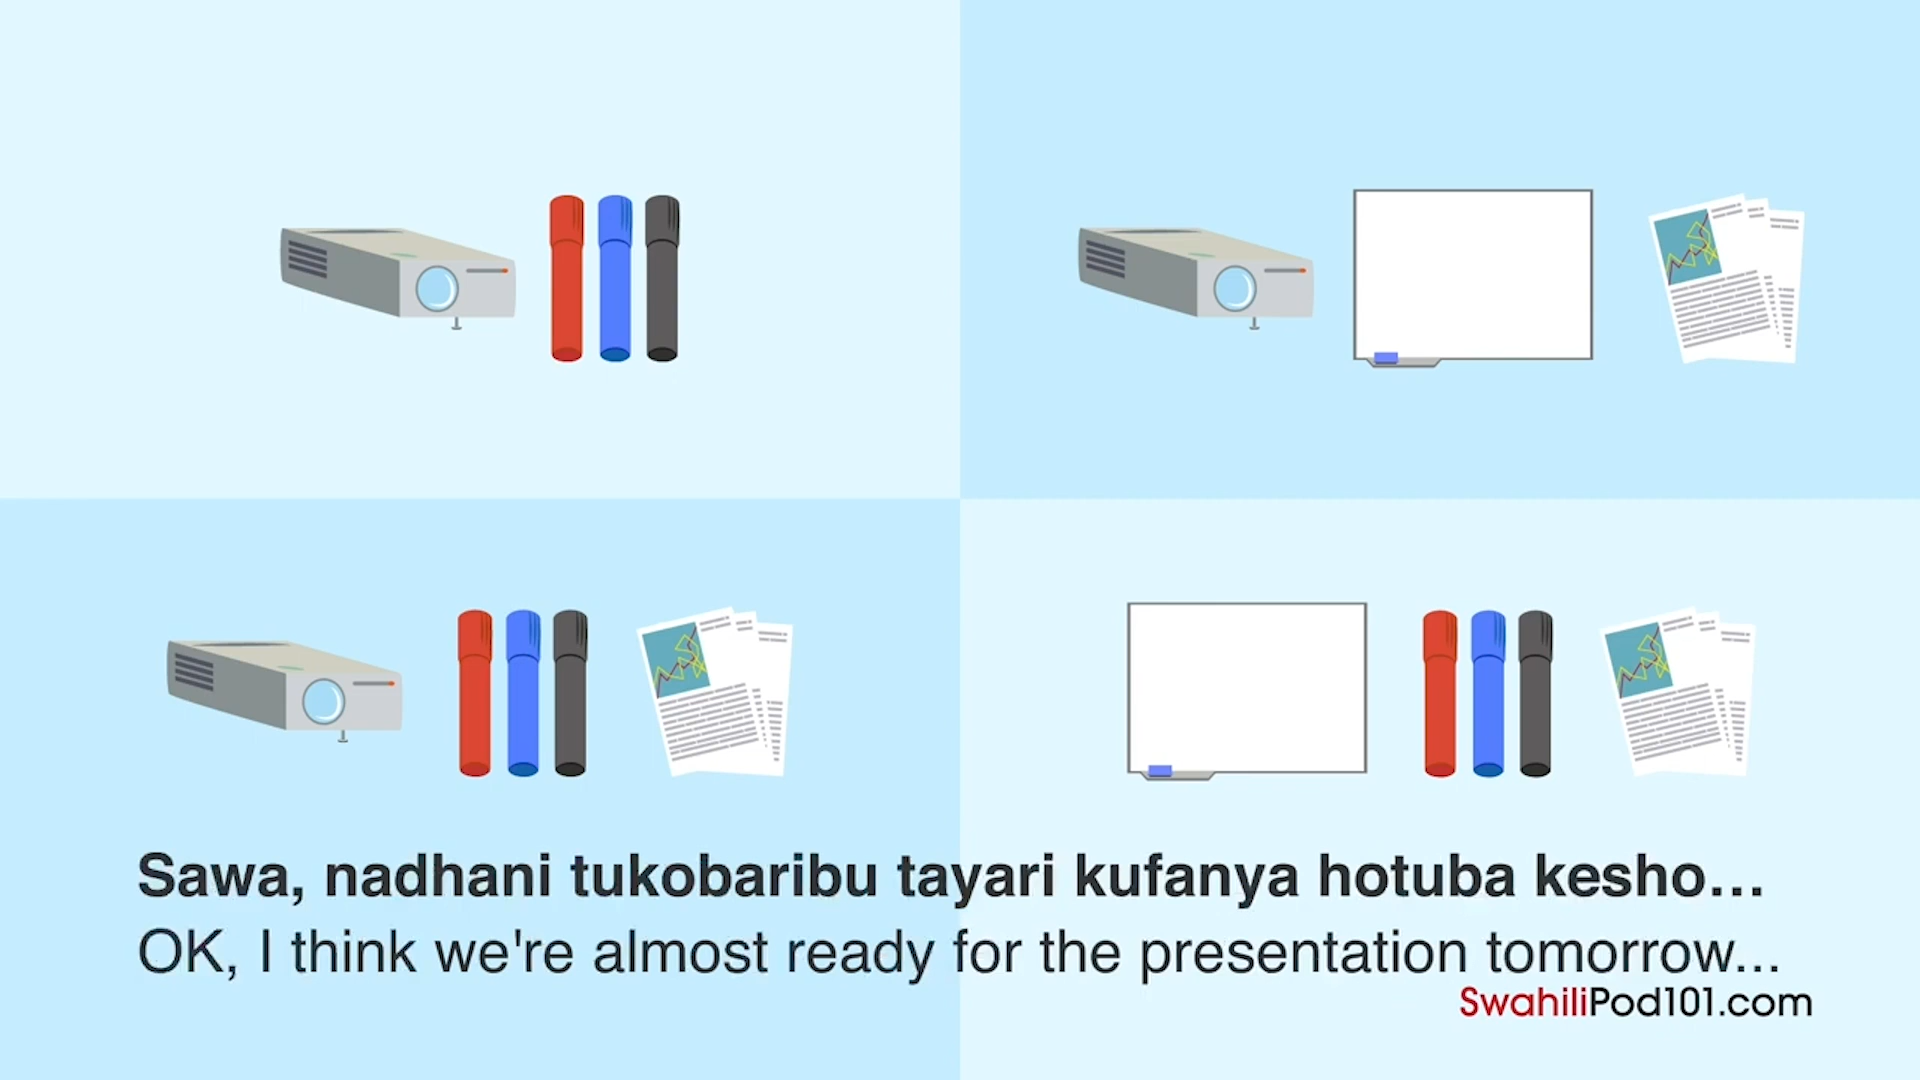 Sawa, nadhani tukobaribu tayari kufanya hotuba kesho...
OK, I think we're almost ready for the presentation tomorrow...
SwahiliPod101.com